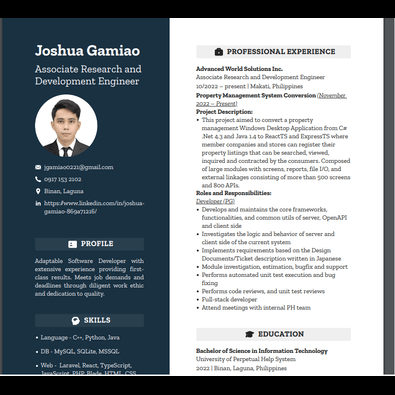 Joshua Gamiao
Associate Research and
Development Engineer
jgamiao0221@gmail.com
0917 153 2102
Binan, Laguna
https://www.linkedin.com/in/joshua-
gamiao-869a71216/
PROFILE
Adaptable Software Developer with
extensive experience providing first-
class results. Meets job demands and
deadlines through diligent work ethic
and dedication to quality.
SKILLS
Language - C++, Python, Java
DB - MySQL, SQLite, MSSQL
Web - Laravel, React, TypeScript,
JavaScript, PHP, Blade, HTML, CSS,
PROFESSIONAL EXPERIENCE
Advanced World Solutions Inc.
Associate Research and Development Engineer
10/2022 – present | Makati, Philippines
Property Management System Conversion (November
2022 – Present)
Project Description:
• This project aimed to convert a property
management Windows Desktop Application from C#
.Net 4.3 and Java 1.4 to ReactTS and ExpressTS where
member companies and stores can register their
property listings that can be searched, viewed,
inquired and contracted by the consumers. Composed
of large modules with screens, reports, file I/O, and
external linkages consisting of more than 500 screens
and 800 APIs.
Roles and Responsibilities:
Developer (PG)
• Develops and maintains the core frameworks,
functionalities, and common utils of server, OpenAPI
and client side
• Investigates the logic and behavior of server and
client side of the current system
• Implements requirements based on the Design
Documents/Ticket description written in Japanese
• Module investigation, estimation, bugfix and support
• Performs automated unit test execution and bug
fixing
• Performs code reviews, and unit test reviews
• Full-stack developer
• Attend meetings with internal PH team
EDUCATION
Bachelor of Science in Information Technology
University of Perpetual Help System
2022 | Binan, Laguna, Philippines